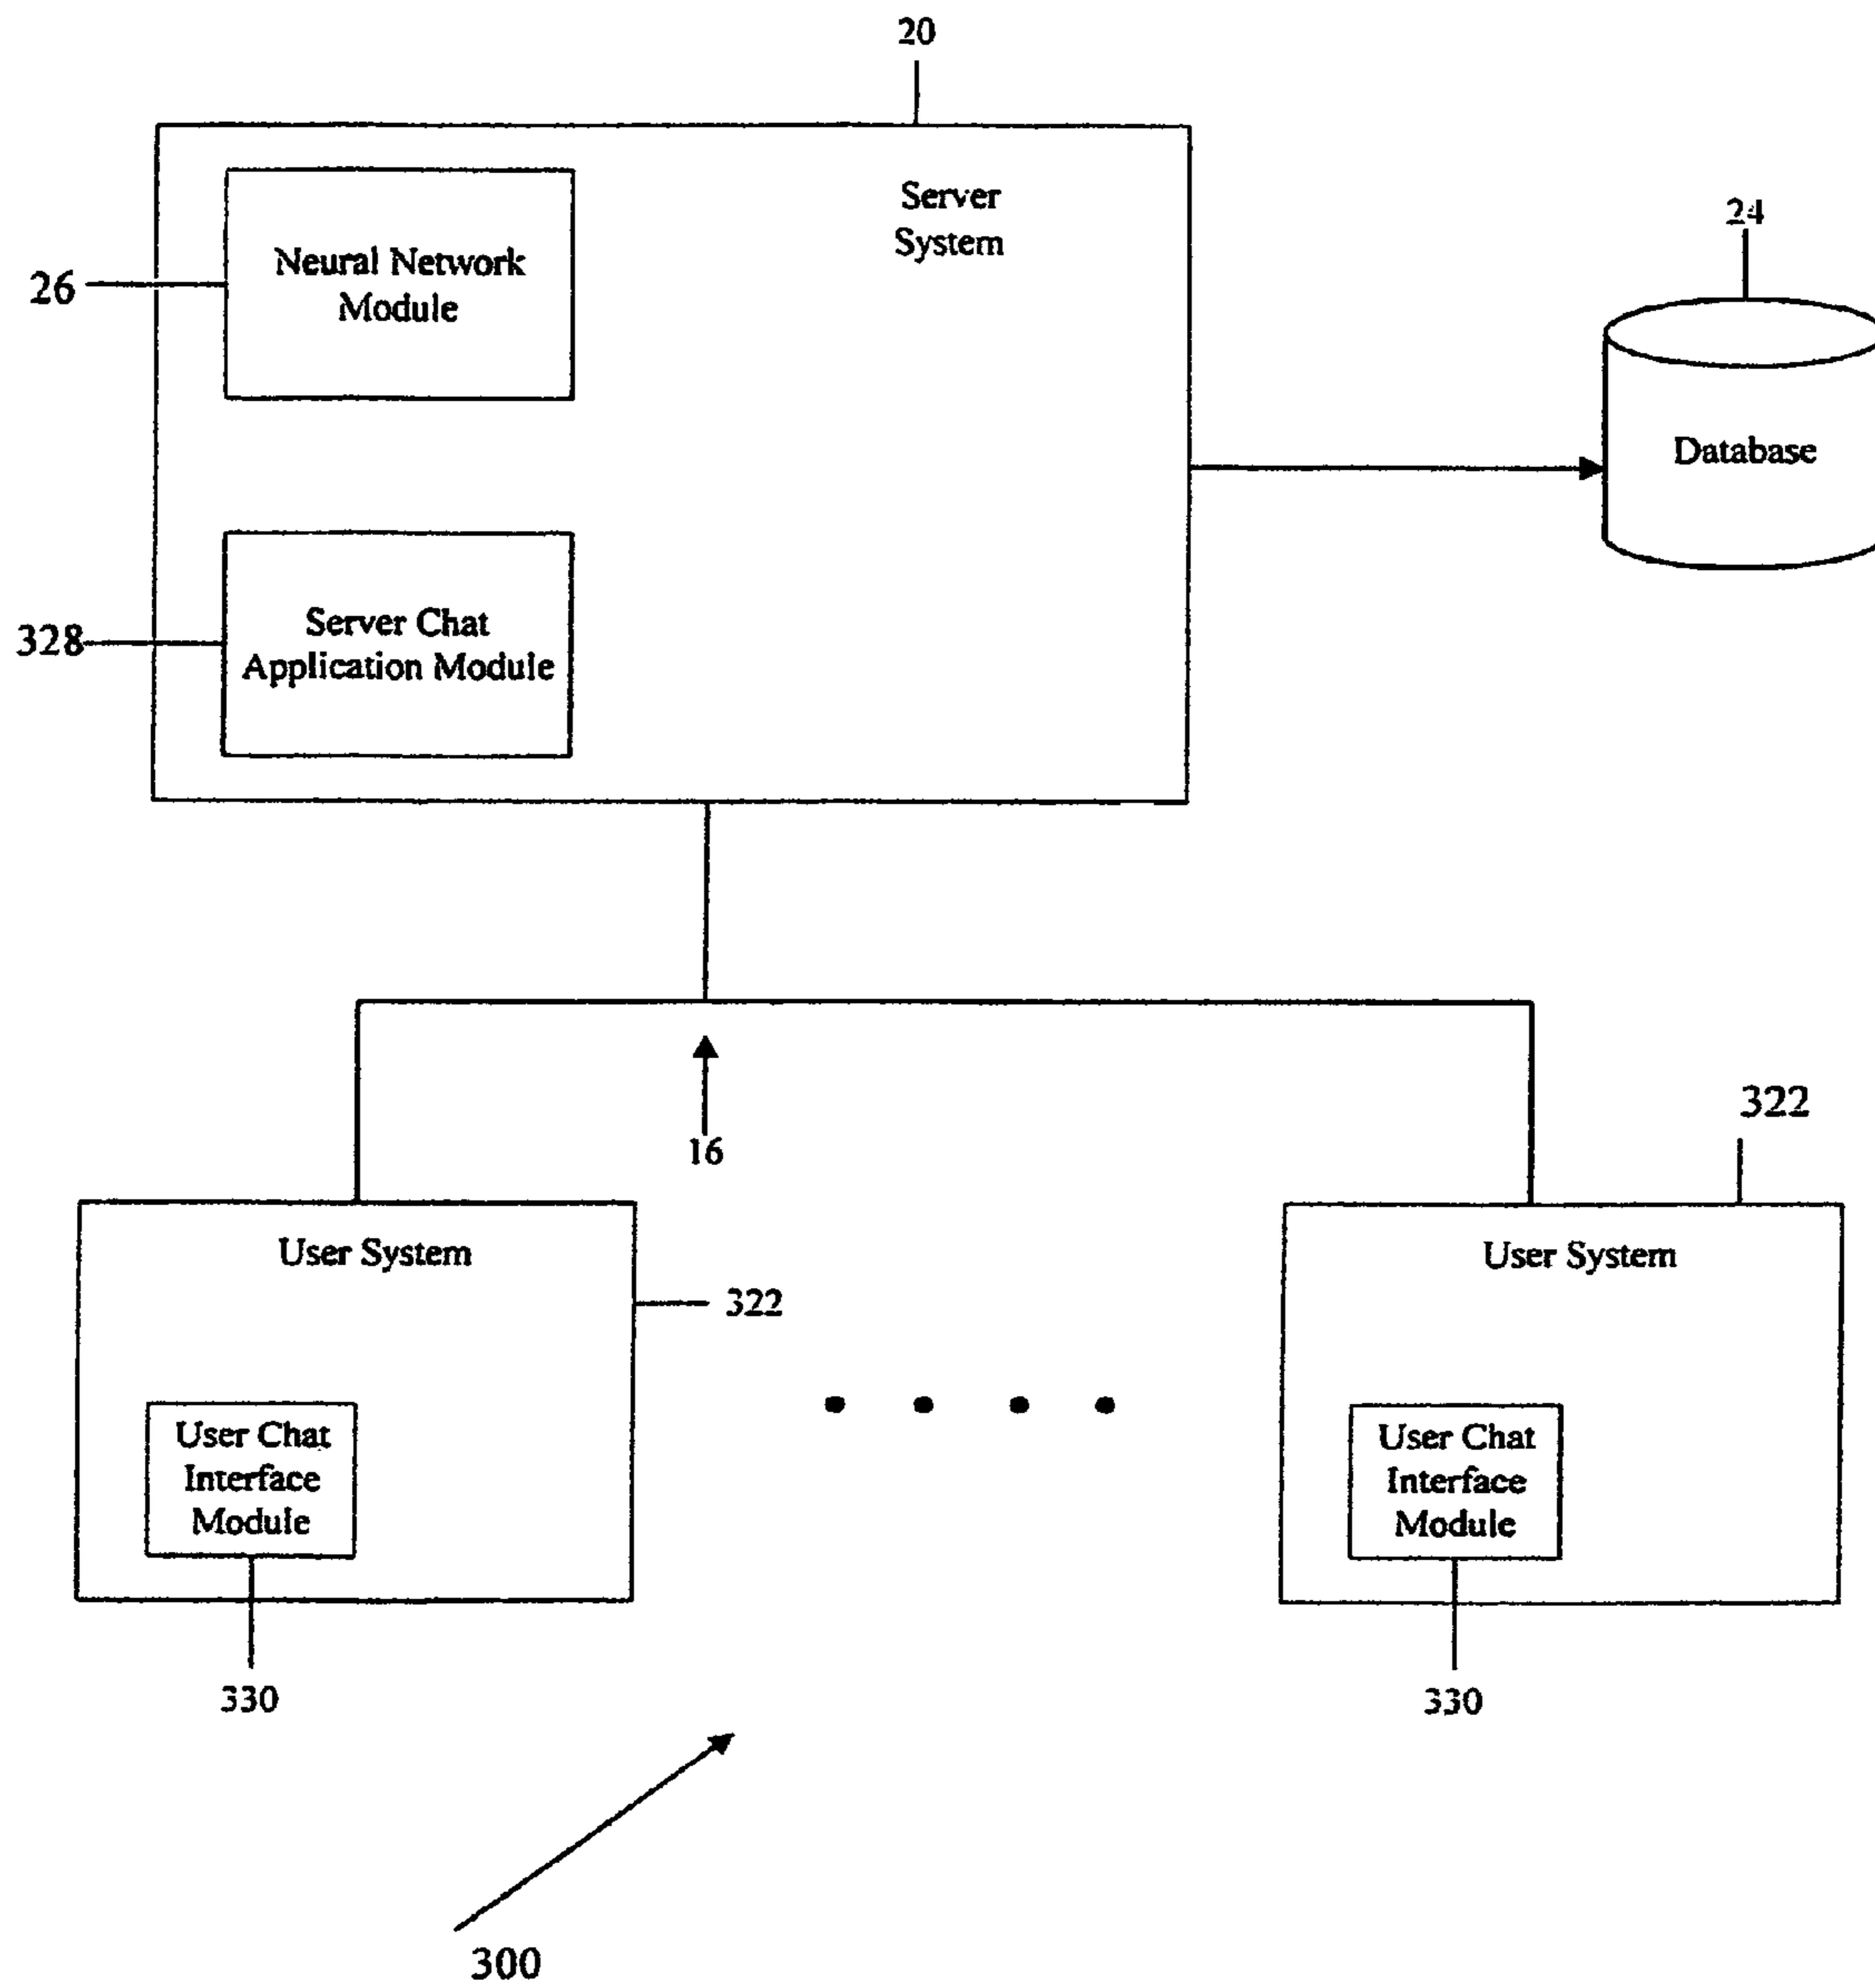 20
Server
System
24
Neural Network
Module
26
Database
Server Chat
Application Module
328
16
322
User System
322
User System
User Chat
Interface
Module
User Chat
Interface
Module
330
330
300